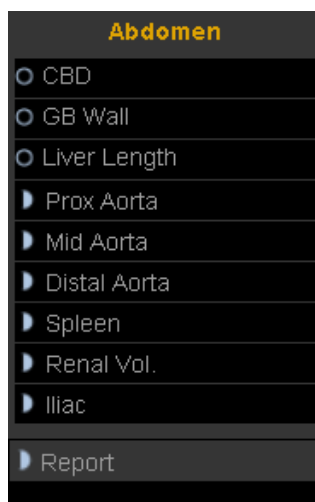 Abdomen
CBD
GB Wall
Liver Length
Prox Aorta
Mid Aorta
Distal Aorta
Spleen
Renal Vol.
Iliac
Report